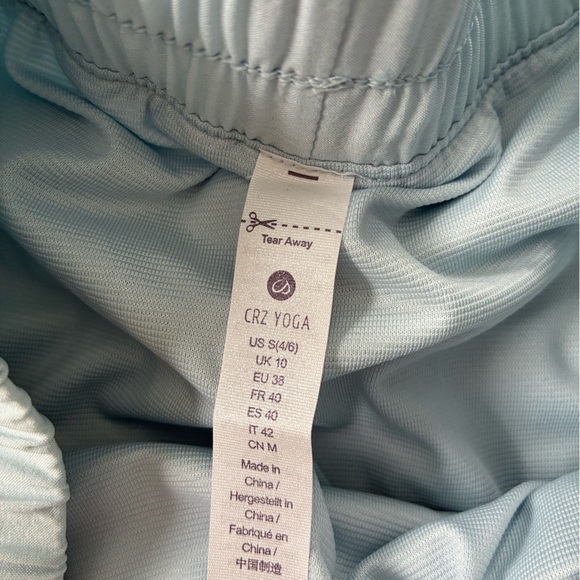 Tear Away
CRZ YOGA
US S(4/6)
UK 10
EU 38
FR 40
ES 40
IT 42
CN M
Made in
China /
Hergestellt in
China /
Fabriqué en
China /
中国制造